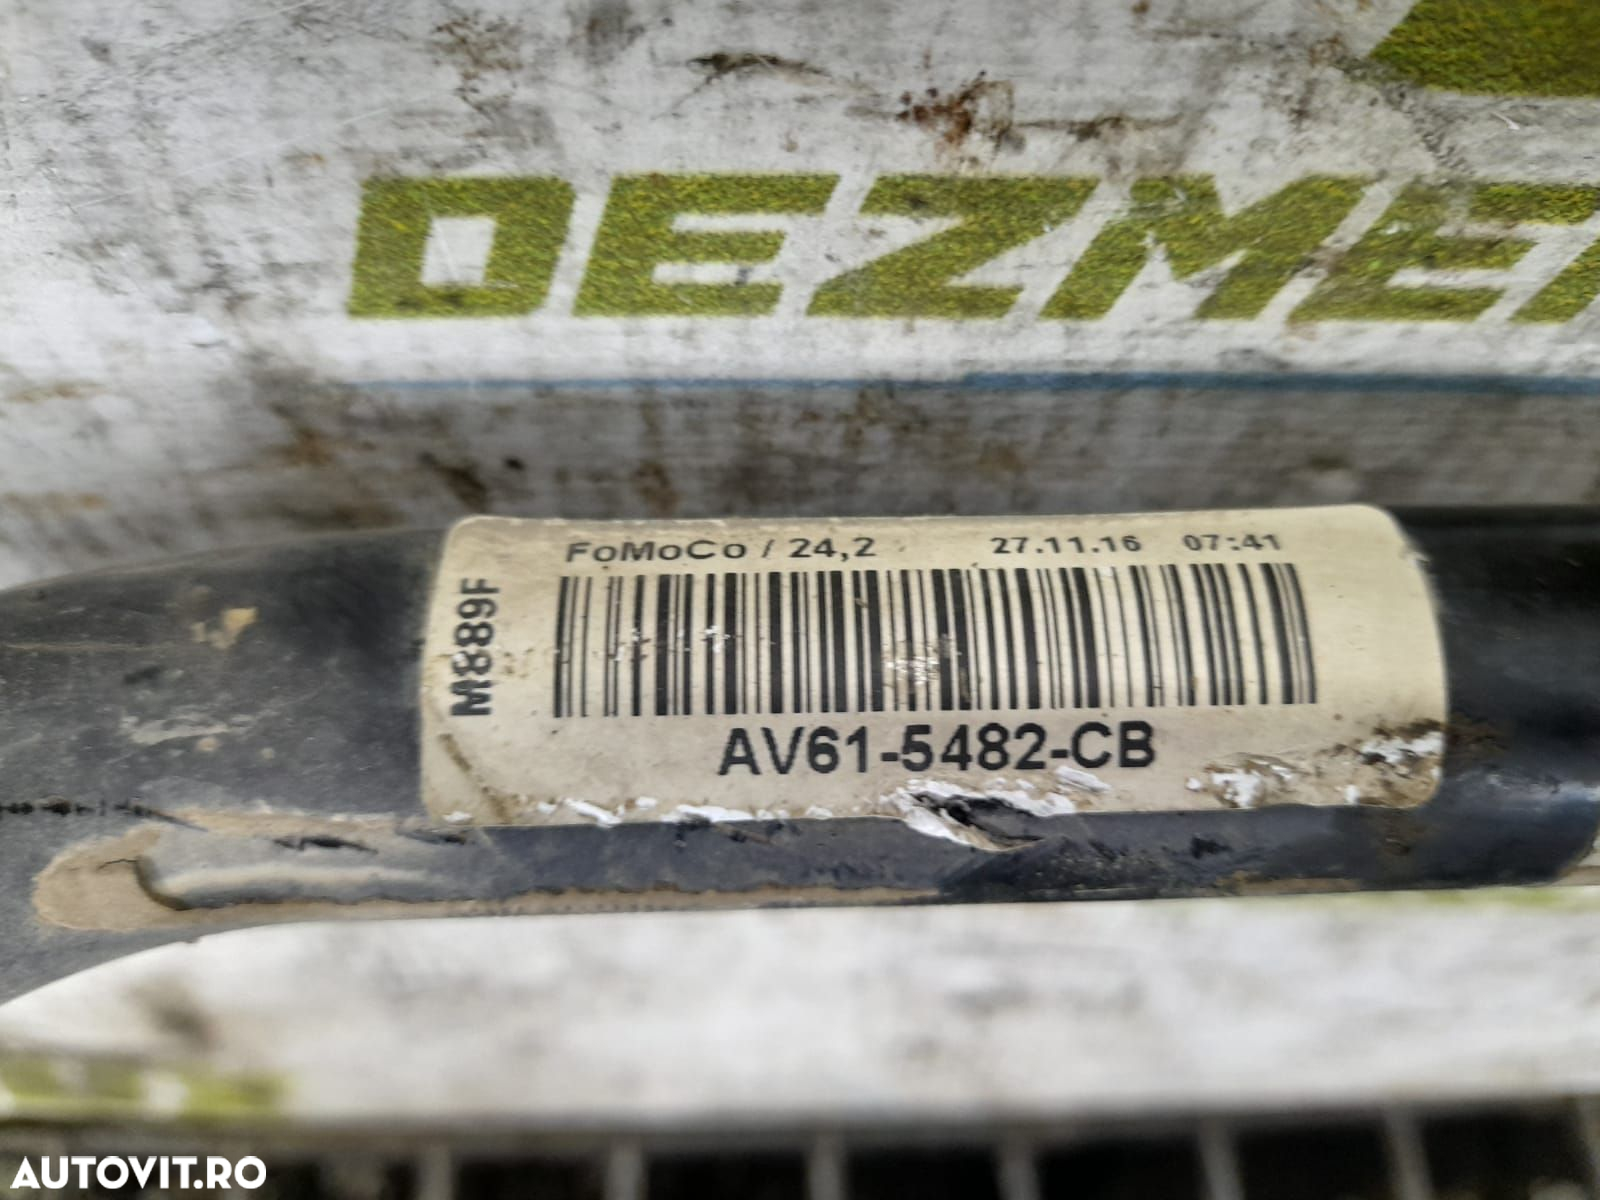 DEZME
FoMoCo / 24,2 27.11.16 07:41
M889F
AV61-5482-CB
AUTOVIT.RO